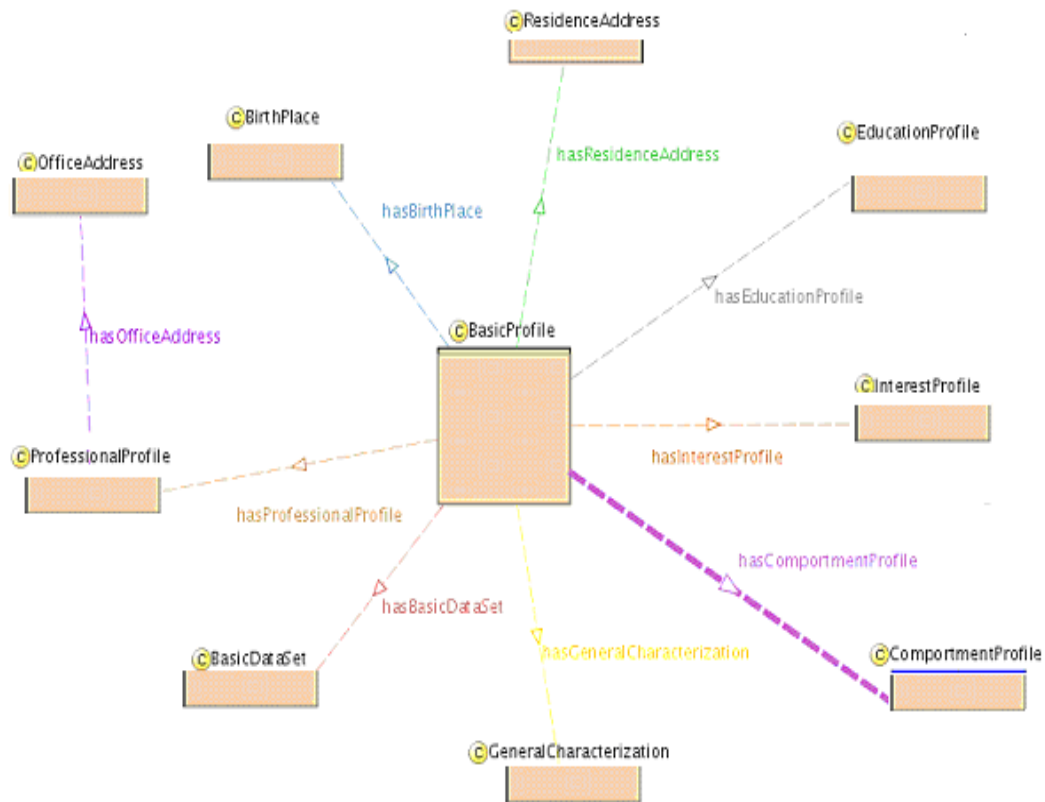 ResidenceAddress
BirthPlace
EducationProfile
OfficeAddress
hasResidenceAddress
hasBirthPlace
hasEducationProfile
hasOfficeAddress
BasicProfile
InterestProfile
ProfessionalProfile
hasInterestProfile
hasProfessionalProfile
hasComportmentProfile
hasBasicDataSet
hasGeneralCharacterization
BasicDataSet
ComportmentProfile
GeneralCharacterization